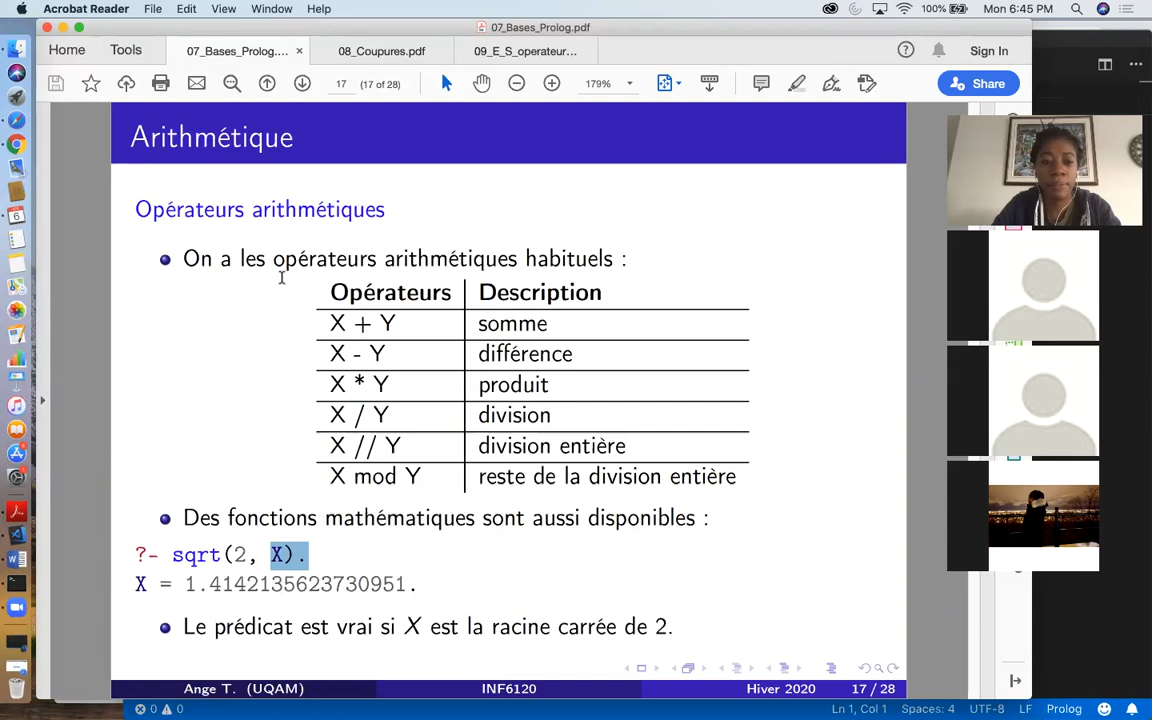 Acrobat Reader File Edit View Window Help 100% Mon 6:45 PM
07_Bases_Prolog.pdf
Home Tools 07_Bases_Prolog.... × 08_Coupures.pdf 09_E_S_operateur... Sign In
17 (17 of 28) 179% Share
Arithmétique
Opérateurs arithmétiques
On a les opérateurs arithmétiques habituels :
Opérateurs Description
X + Y somme
X - Y différence
X * Y produit
X / Y division
X // Y division entière
X mod Y reste de la division entière
Des fonctions mathématiques sont aussi disponibles :
?- sqrt(2, X).
X = 1.4142135623730951.
Le prédicat est vrai si X est la racine carrée de 2.
Ange T. (UQAM) INF6120 Hiver 2020 17 / 28
0 0 Ln 1, Col 1 Spaces: 4 UTF-8 LF Prolog